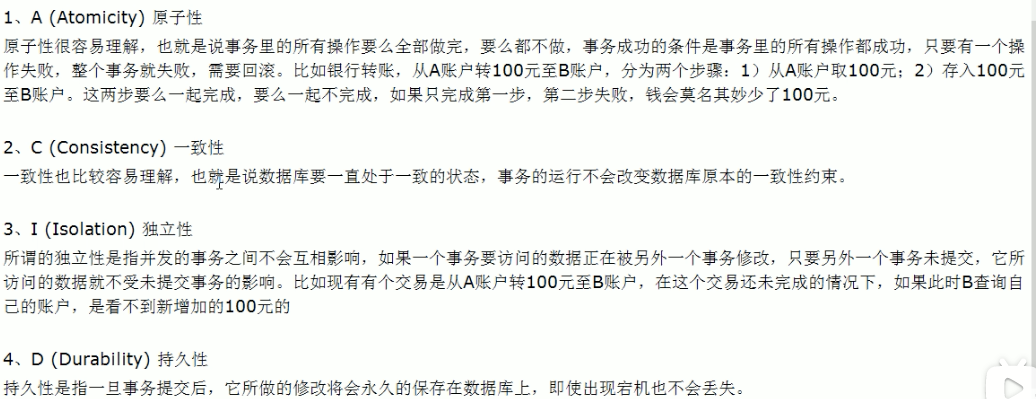 1、A (Atomicity) 原子性
原子性很容易理解，也就是说事务里的所有操作要么全部做完，要么都不做，事务成功的条件是事务里的所有操作都成功，只要有一个操
作失败，整个事务就失败，需要回滚。比如银行转账，从A账户转100元至B账户，分为两个步骤：1）从A账户取100元；2）存入100元
至B账户。这两步要么一起完成，要么一起不完成，如果只完成第一步，第二步失败，钱会莫名其妙少了100元。
2、C (Consistency) 一致性
一致性也比较容易理解，也就是说数据库要一直处于一致的状态，事务的运行不会改变数据库原本的一致性约束。
3、I (Isolation) 独立性
所谓的独立性是指并发的事务之间不会互相影响，如果一个事务要访问的数据正在被另外一个事务修改，只要另外一个事务未提交，它所
访问的数据就不受未提交事务的影响。比如现有有个交易是从A账户转100元至B账户，在这个交易还未完成的情况下，如果此时B查询自
己的账户，是看不到新增加的100元的
4、D (Durability) 持久性
持久性是指一旦事务提交后，它所做的修改将会永久的保存在数据库上，即使出现宕机也不会丢失。